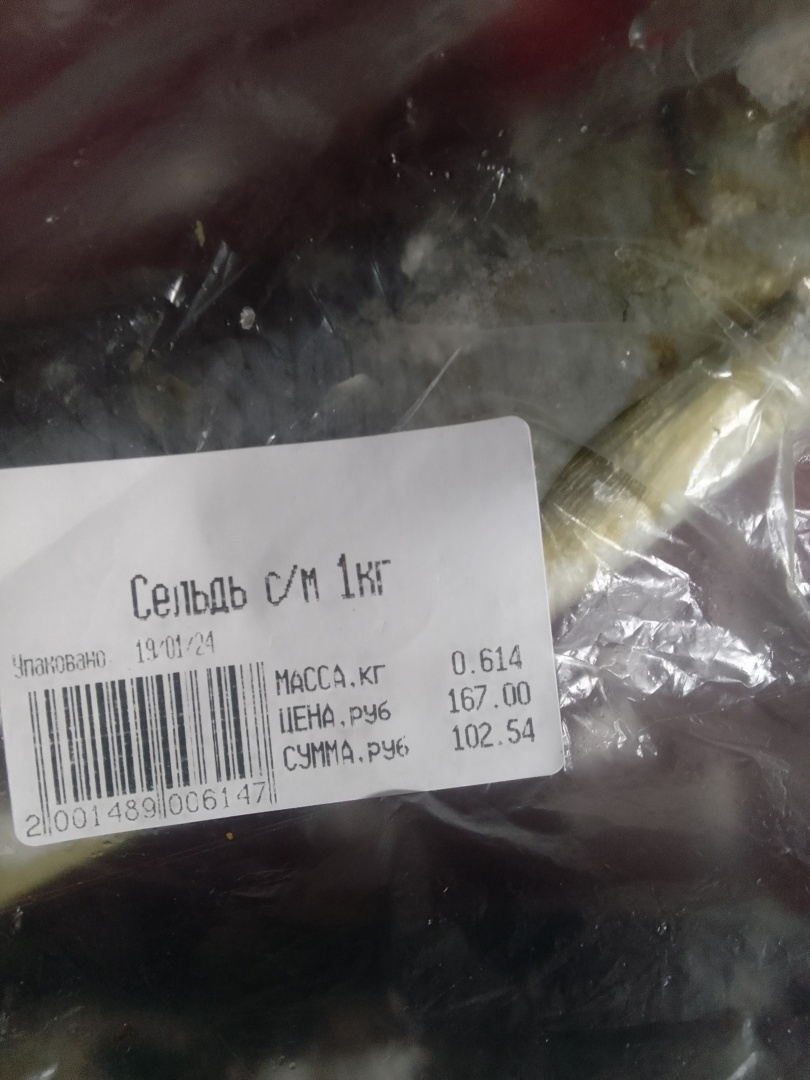 Сельдь с/м 1кг
Упаковано 19/01/24
МАССА,кг 0.614
ЦЕНА,руб 167.00
СУММА,руб 102.54
2 001489 006147